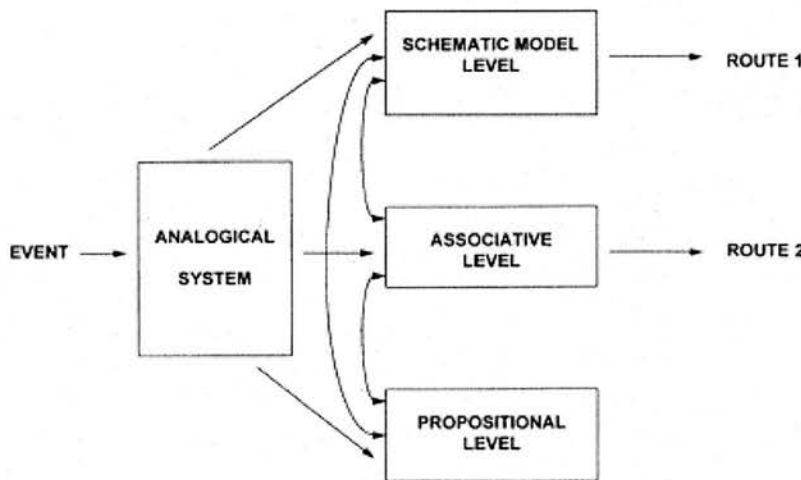 SCHEMATIC MODEL
LEVEL
ROUTE 1
EVENT
ANALOGICAL
SYSTEM
ASSOCIATIVE
LEVEL
ROUTE 2
PROPOSITIONAL
LEVEL